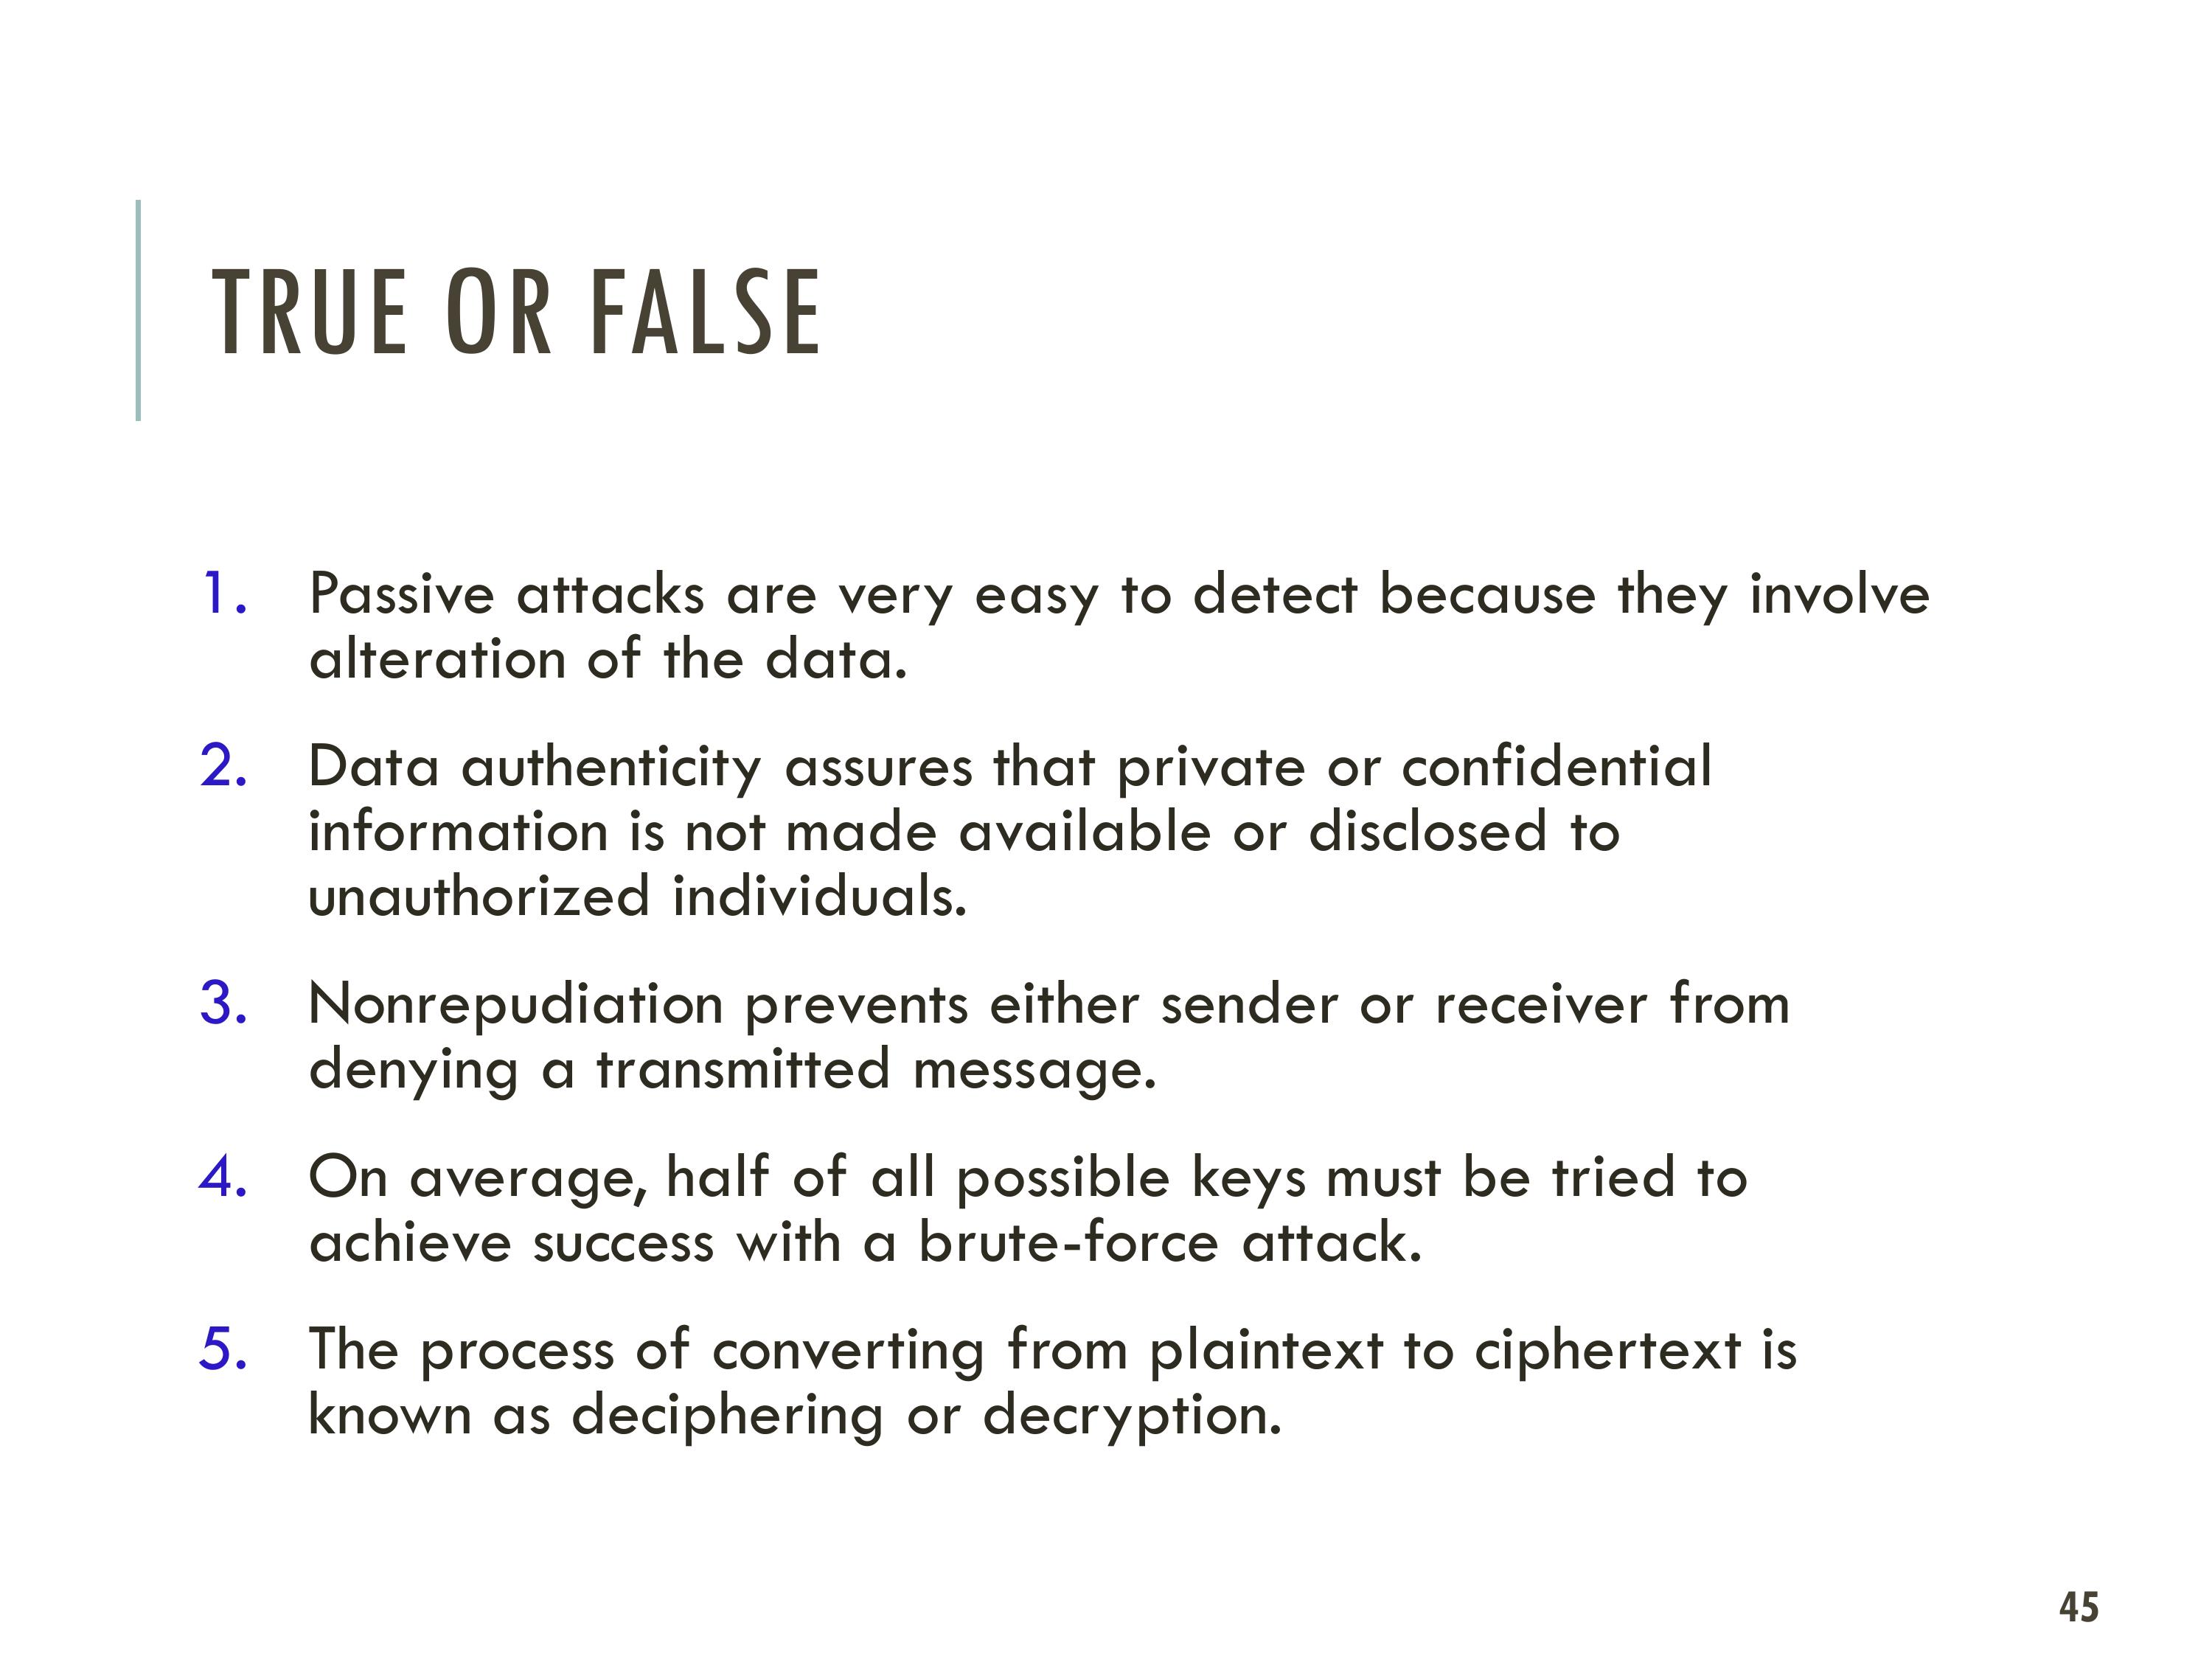 TRUE OR FALSE
1. Passive attacks are very easy to detect because they involve
alteration of the data.
2. Data authenticity assures that private or confidential
information is not made available or disclosed to
unauthorized individuals.
3. Nonrepudiation prevents either sender or receiver from
denying a transmitted message.
4. On average, half of all possible keys must be tried to
achieve success with a brute-force attack.
5. The process of converting from plaintext to ciphertext is
known as deciphering or decryption.
45